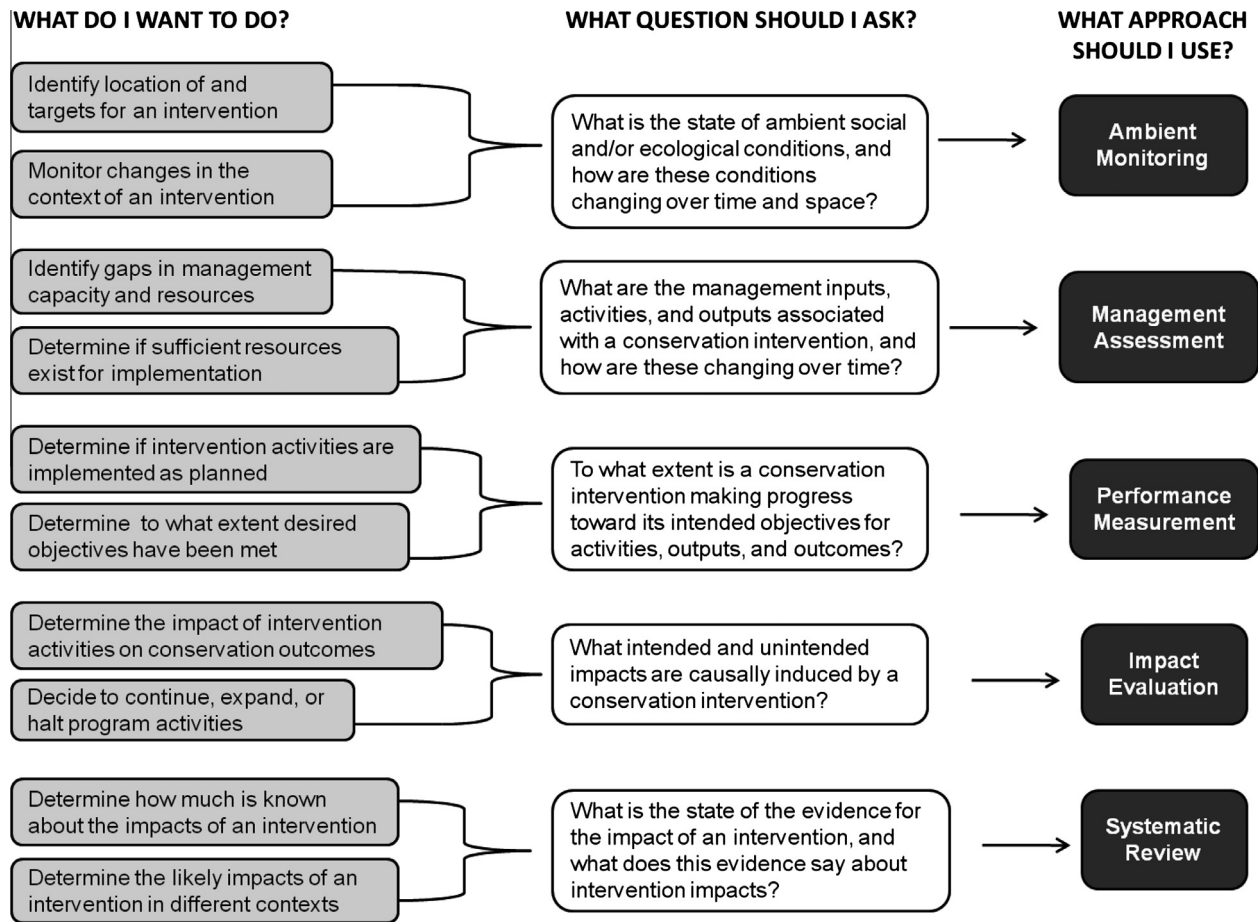 WHAT DO I WANT TO DO?
WHAT QUESTION SHOULD I ASK?
WHAT APPROACH
SHOULD I USE?
Identify location of and
targets for an intervention
Monitor changes in the
context of an intervention
What is the state of ambient social
and/or ecological conditions, and
how are these conditions
changing over time and space?
Ambient
Monitoring
Identify gaps in management
capacity and resources
Determine if sufficient resources
exist for implementation
What are the management inputs,
activities, and outputs associated
with a conservation intervention, and
how are these changing over time?
Management
Assessment
Determine if intervention activities are
implemented as planned
Determine to what extent desired
objectives have been met
To what extent is a conservation
intervention making progress
toward its intended objectives for
activities, outputs, and outcomes?
Performance
Measurement
Determine the impact of intervention
activities on conservation outcomes
Decide to continue, expand, or
halt program activities
What intended and unintended
impacts are causally induced by a
conservation intervention?
Impact
Evaluation
Determine how much is known
about the impacts of an intervention
Determine the likely impacts of an
intervention in different contexts
What is the state of the evidence for
the impact of an intervention, and
what does this evidence say about
intervention impacts?
Systematic
Review